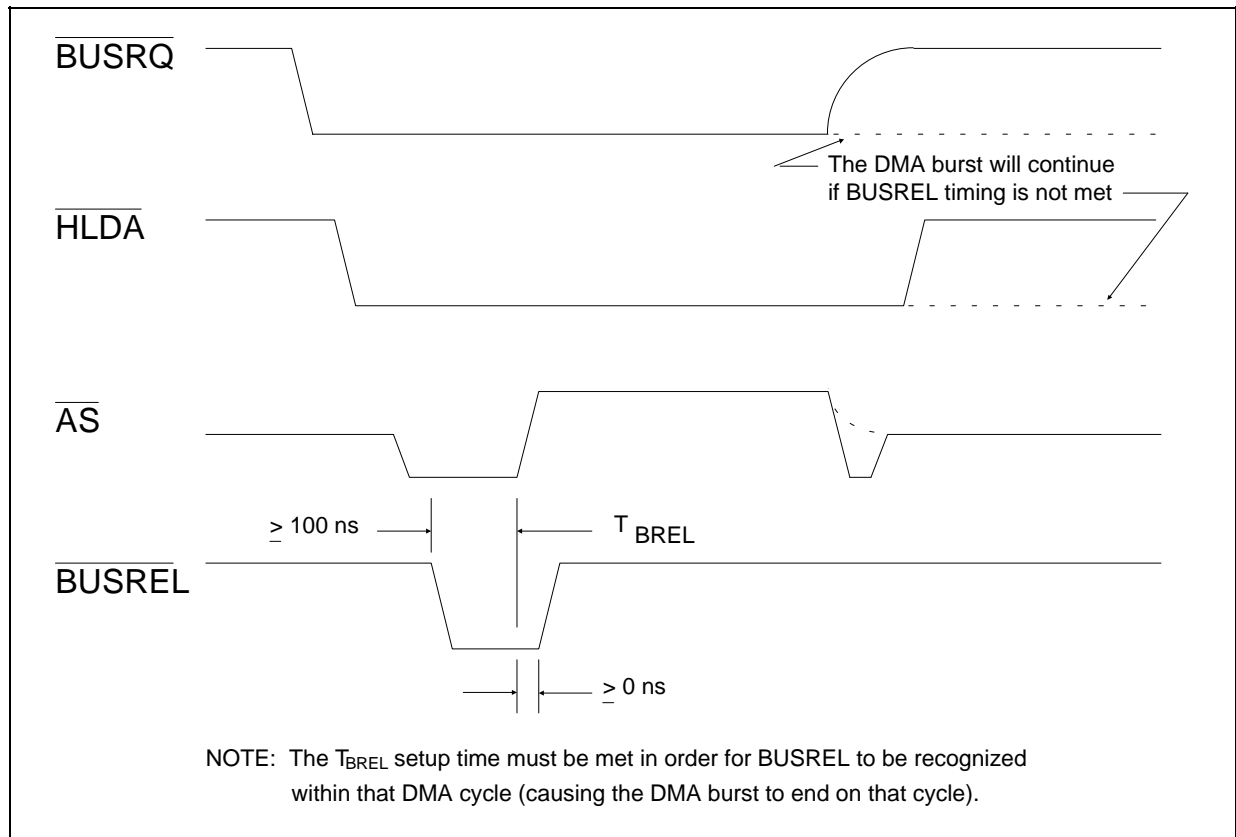 BUSRQ
The DMA burst will continue
if BUSREL timing is not met
HLDA
AS
≥ 100 ns
T BREL
BUSREL
≥ 0 ns
NOTE: The TBREL setup time must be met in order for BUSREL to be recognized
within that DMA cycle (causing the DMA burst to end on that cycle).